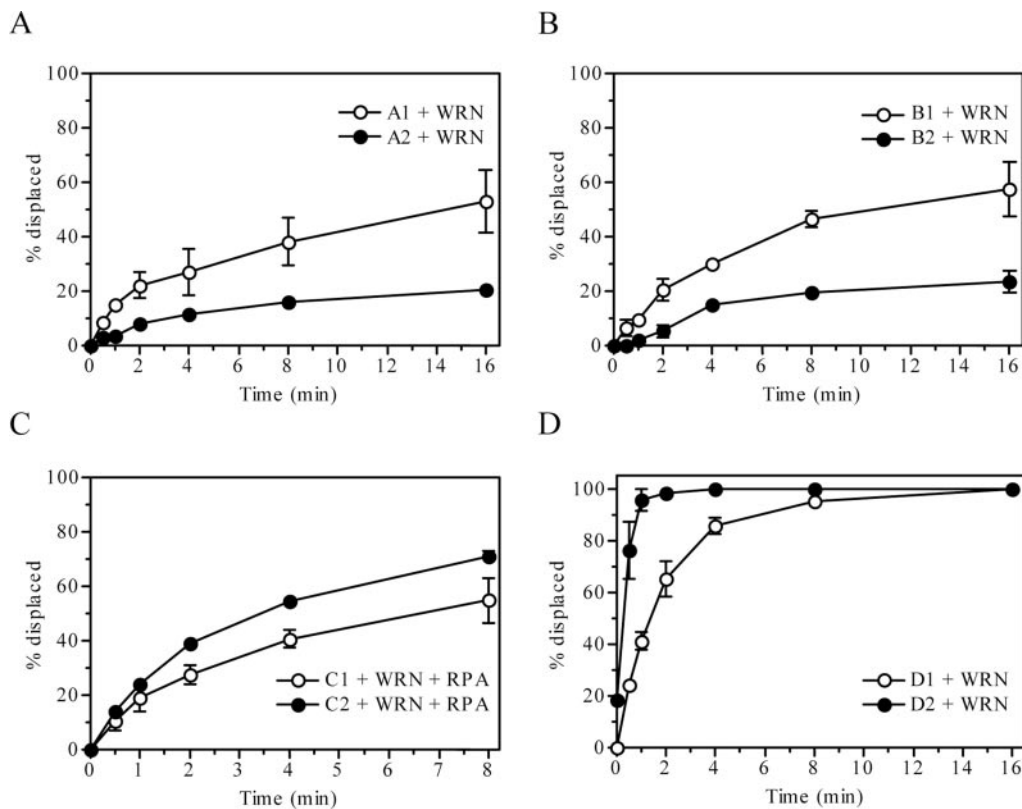 A
100
80
60
40
20
0
% displaced
A1 + WRN
A2 + WRN
0 2 4 6 8 10 12 14 16
Time (min)
B
100
80
60
40
20
0
% displaced
B1 + WRN
B2 + WRN
0 2 4 6 8 10 12 14 16
Time (min)
C
100
80
60
40
20
0
% displaced
C1 + WRN + RPA
C2 + WRN + RPA
0 1 2 3 4 5 6 7 8
Time (min)
D
100
80
60
40
20
0
% displaced
D1 + WRN
D2 + WRN
0 2 4 6 8 10 12 14 16
Time (min)